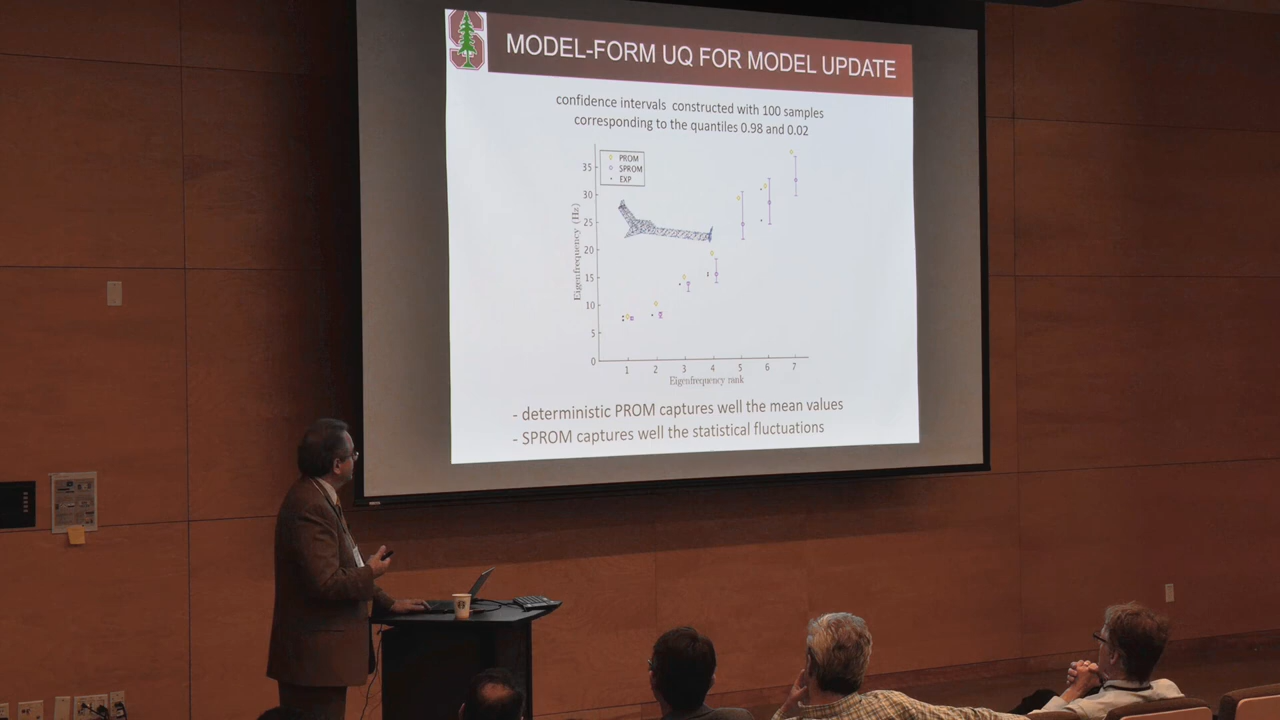 MODEL-FORM UQ FOR MODEL UPDATE
confidence intervals constructed with 100 samples
corresponding to the quantiles 0.98 and 0.02
PROM
SPROM
EXP
35
30
25
20
15
10
5
0
Eigenfrequency (Hz)
1 2 3 4 5 6 7
Eigenfrequency rank
- deterministic PROM captures well the mean values
- SPROM captures well the statistical fluctuations